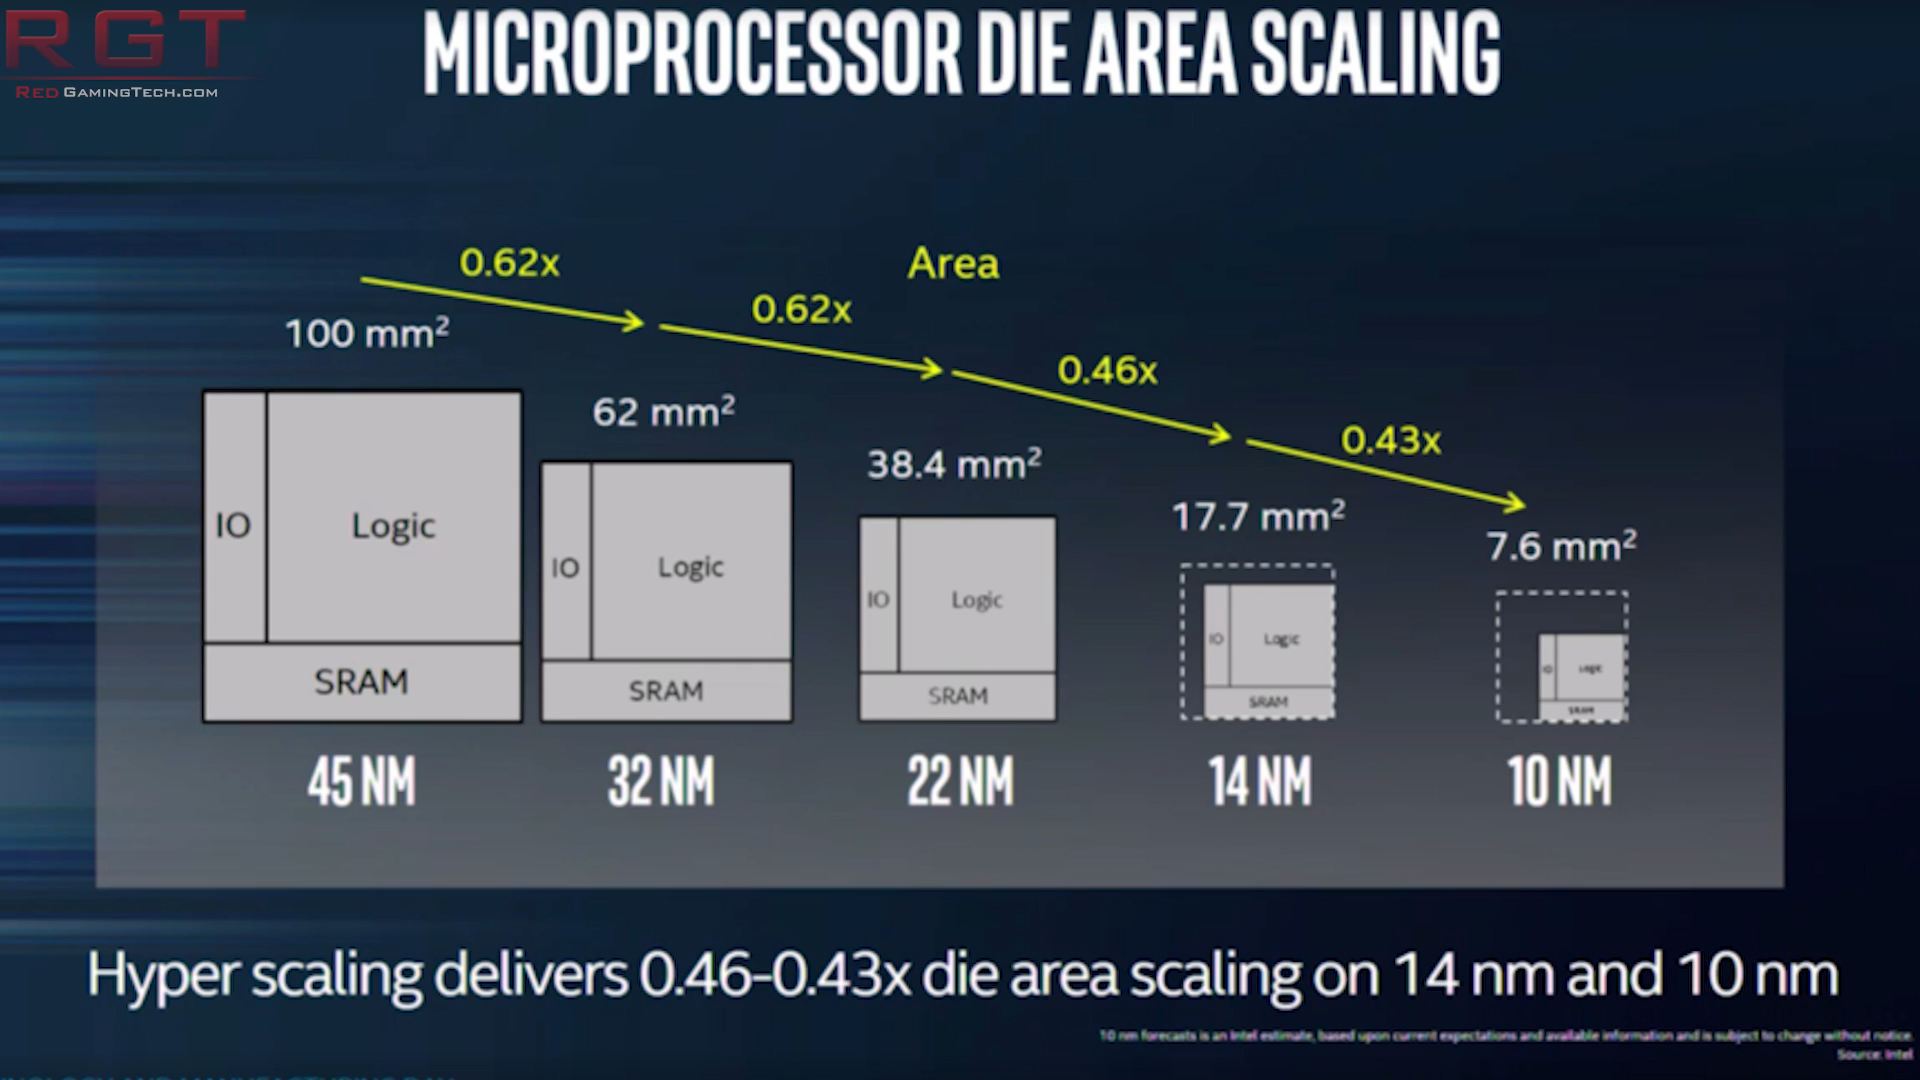 RGT
RedGamingTech.com
MICROPROCESSOR DIE AREA SCALING
Area
0.62x
0.62x
0.46x
0.43x
100 mm²
62 mm²
38.4 mm²
17.7 mm²
7.6 mm²
IO
Logic
SRAM
IO
Logic
SRAM
IO
Logic
SRAM
IO
Logic
SRAM
IO
Logic
SRAM
45 NM
32 NM
22 NM
14 NM
10 NM
Hyper scaling delivers 0.46-0.43x die area scaling on 14 nm and 10 nm
10 nm forecasts is an Intel estimate, based upon current expectations and available information and is subject to change without notice.
Source: Intel